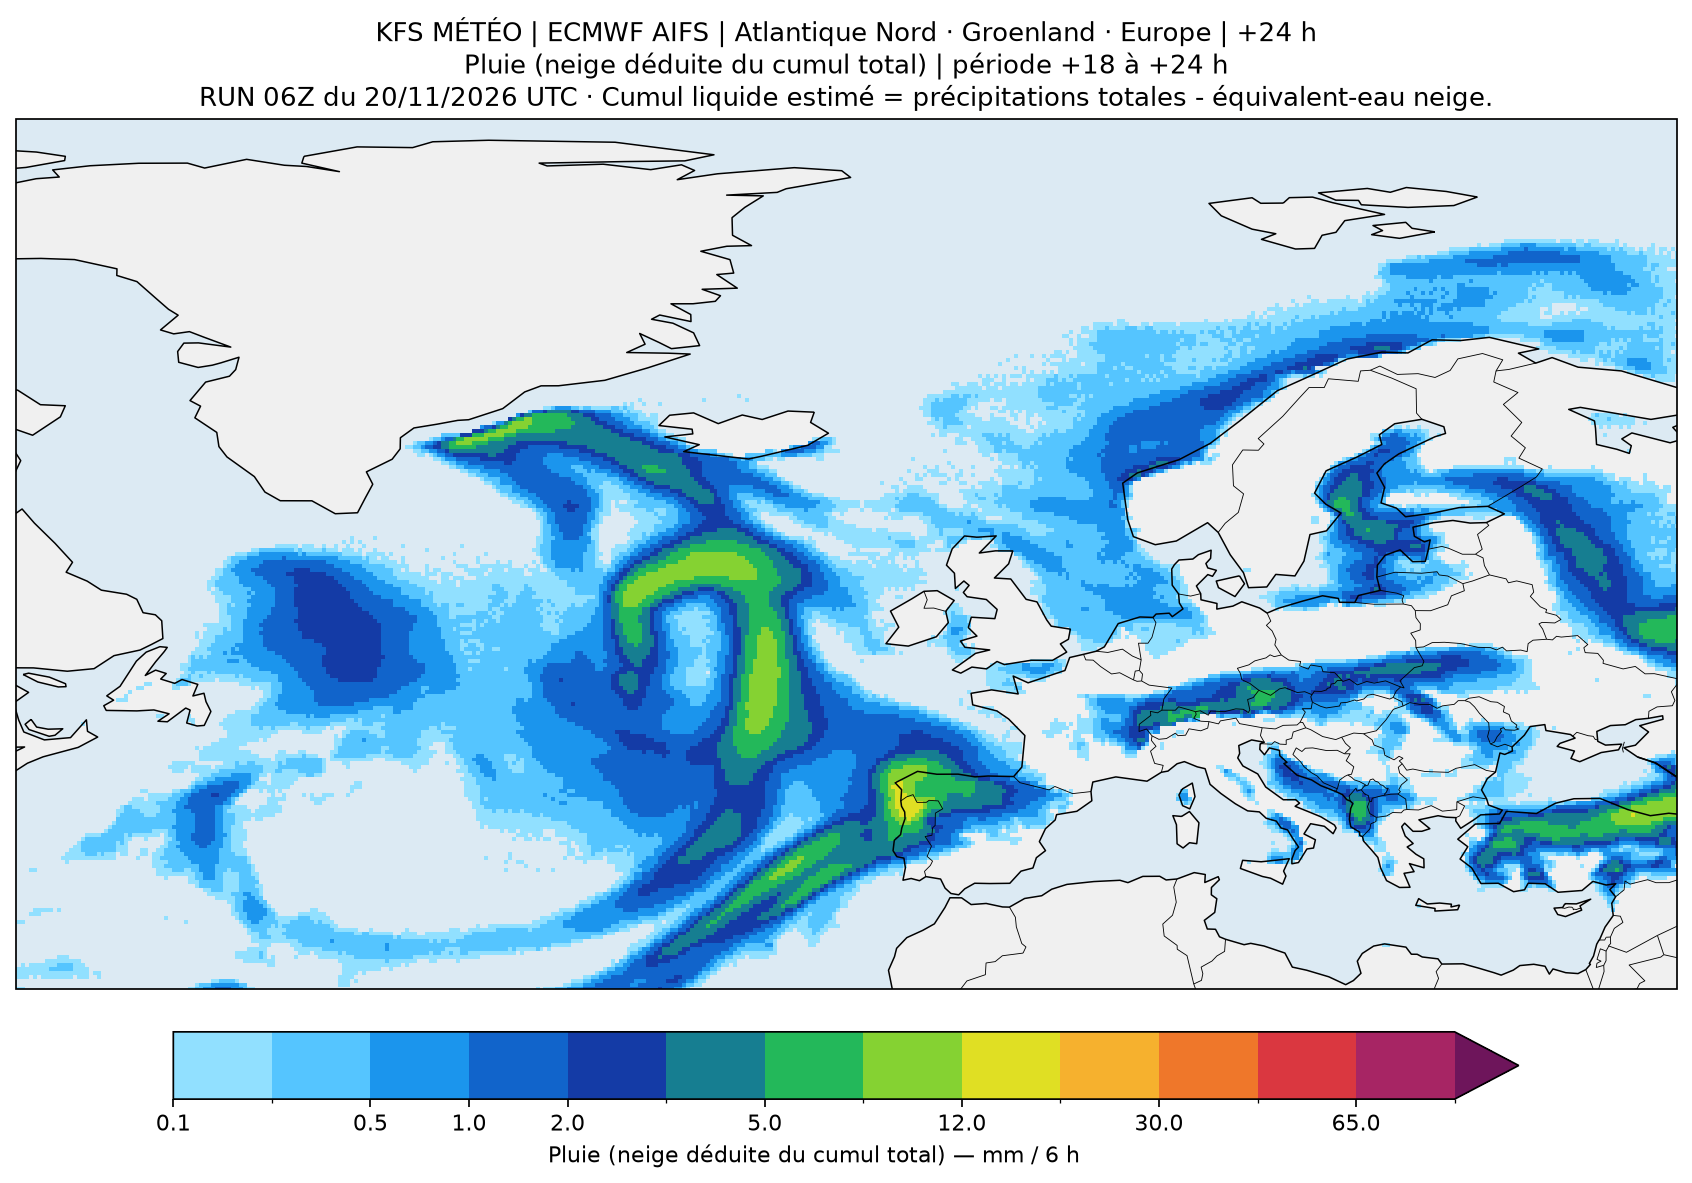 KFS MÉTÉO | ECMWF AIFS | Atlantique Nord · Groenland · Europe | +24 h
Pluie (neige déduite du cumul total) | période +18 à +24 h
RUN 06Z du 20/11/2026 UTC · Cumul liquide estimé = précipitations totales - équivalent-eau neige.
0.1 0.5 1.0 2.0 5.0 12.0 30.0 65.0
Pluie (neige déduite du cumul total) — mm / 6 h